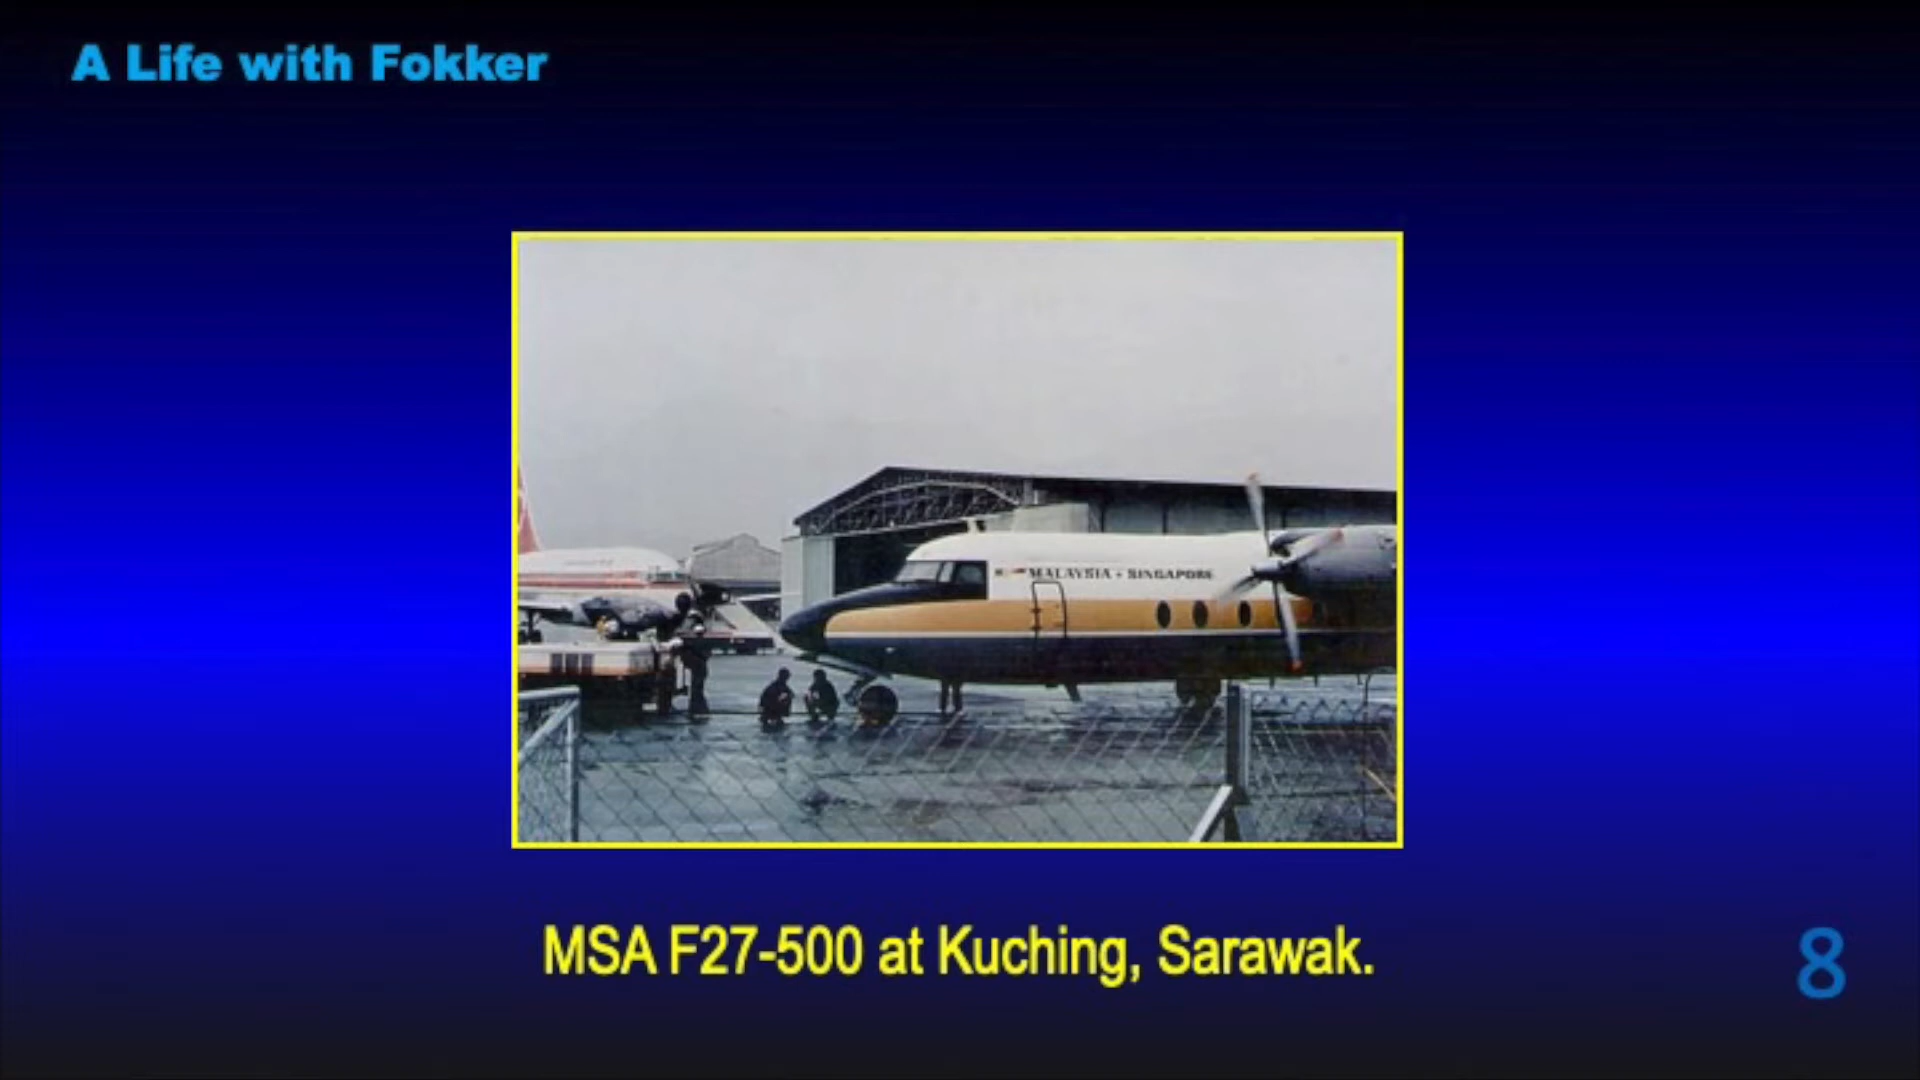 A Life with Fokker
MALAYSIA - SINGAPORE
MSA F27-500 at Kuching, Sarawak.
8